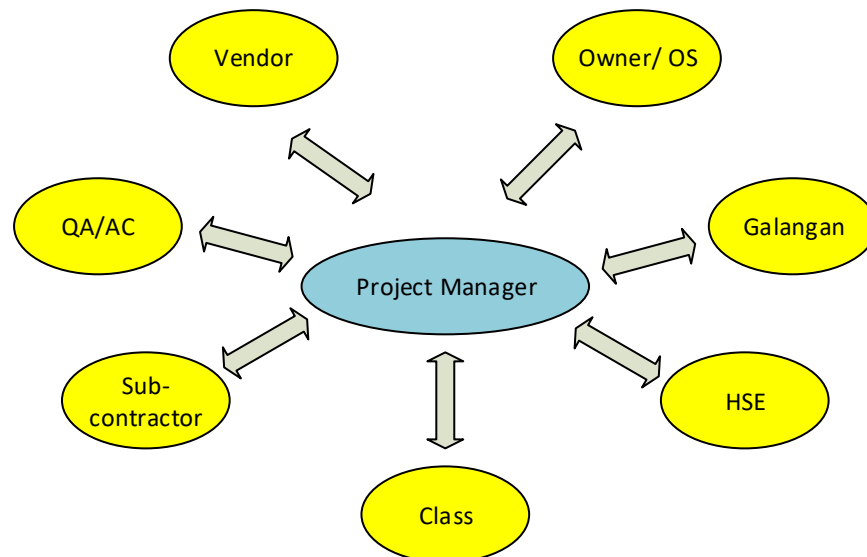 Vendor
Owner/ OS
QA/AC
Galangan
Project Manager
Sub-
contractor
HSE
Class